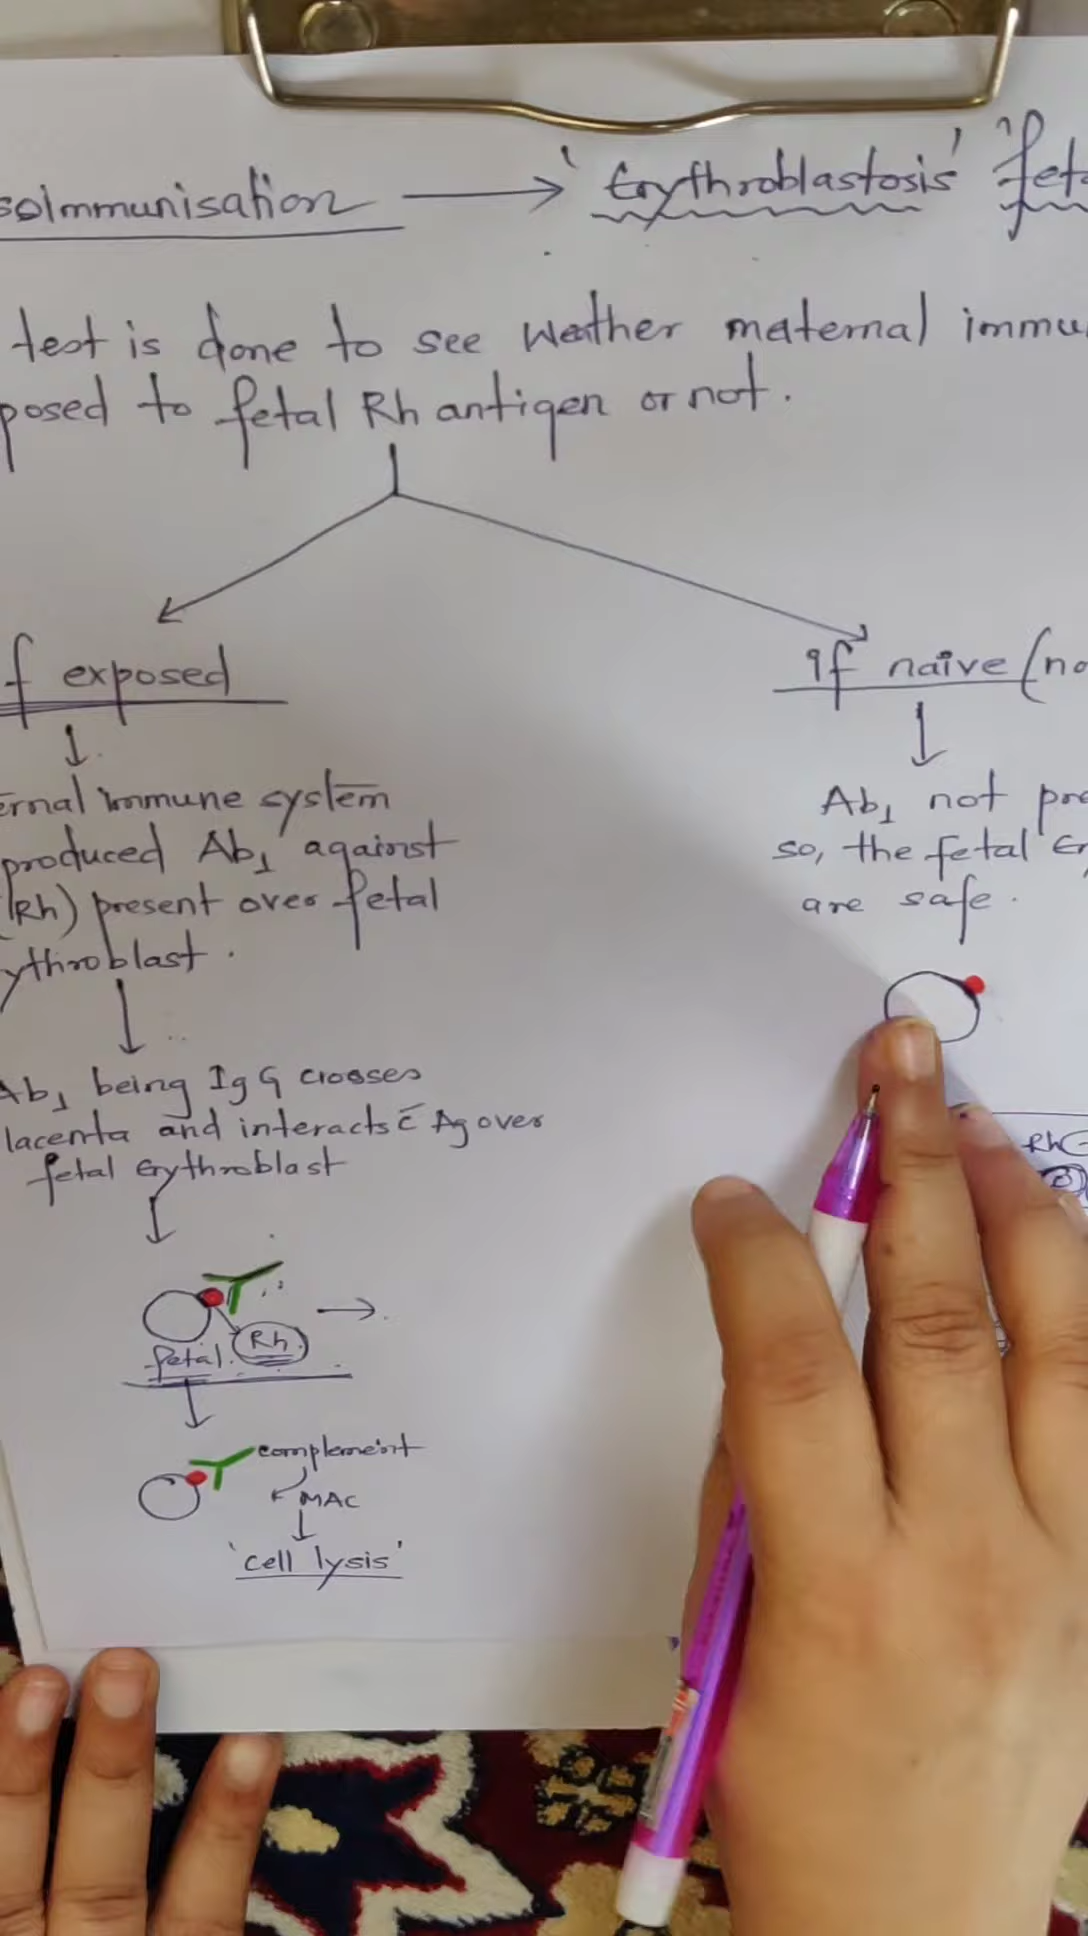 soImmunisation → 'Erythroblastosis' 'feta
test is done to see Weather maternal immu
posed to fetal Rh antigen or not.
f exposed
ernal immune system
produced Ab1 against
(Rh) present over fetal
ythroblast.
Ab1 being IgG crosses
lacenta and interacts c̄ Ag over
fetal Erythroblast
→
Rh
fetal.
complement
MAC
'cell lysis'
If naive (no
Ab1 not pre
so, the fetal Er
are safe.
Rh